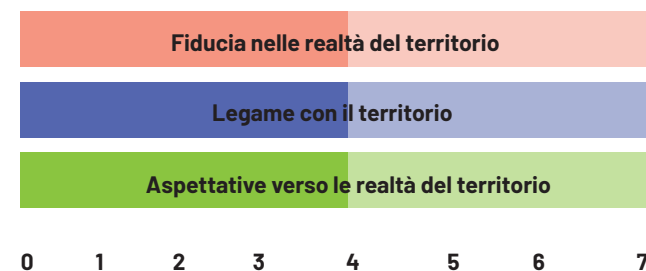 Fiducia nelle realtà del territorio
Legame con il territorio
Aspettative verso le realtà del territorio
0 1 2 3 4 5 6 7